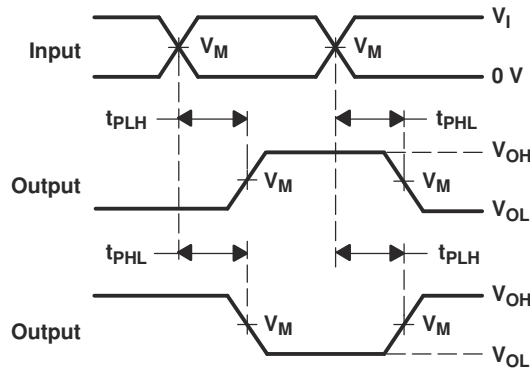 V_I
Input V_M V_M
0 V
t_PLH t_PHL
V_OH
Output V_M V_M
V_OL
t_PHL t_PLH
V_OH
Output V_M V_M
V_OL